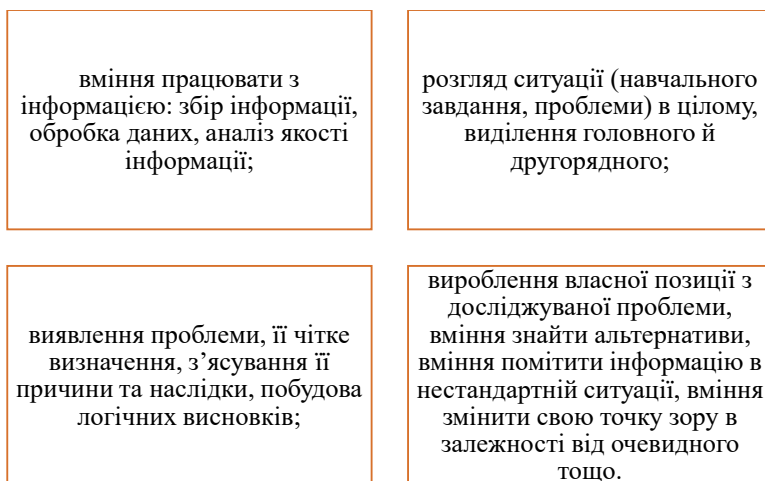 вміння працювати з
інформацією: збір інформації,
обробка даних, аналіз якості
інформації;
розгляд ситуації (навчального
завдання, проблеми) в цілому,
виділення головного й
другорядного;
виявлення проблеми, її чітке
визначення, з’ясування її
причини та наслідки, побудова
логічних висновків;
вироблення власної позиції з
досліджуваної проблеми,
вміння знайти альтернативи,
вміння помітити інформацію в
нестандартній ситуації, вміння
змінити свою точку зору в
залежності від очевидного
тощо.